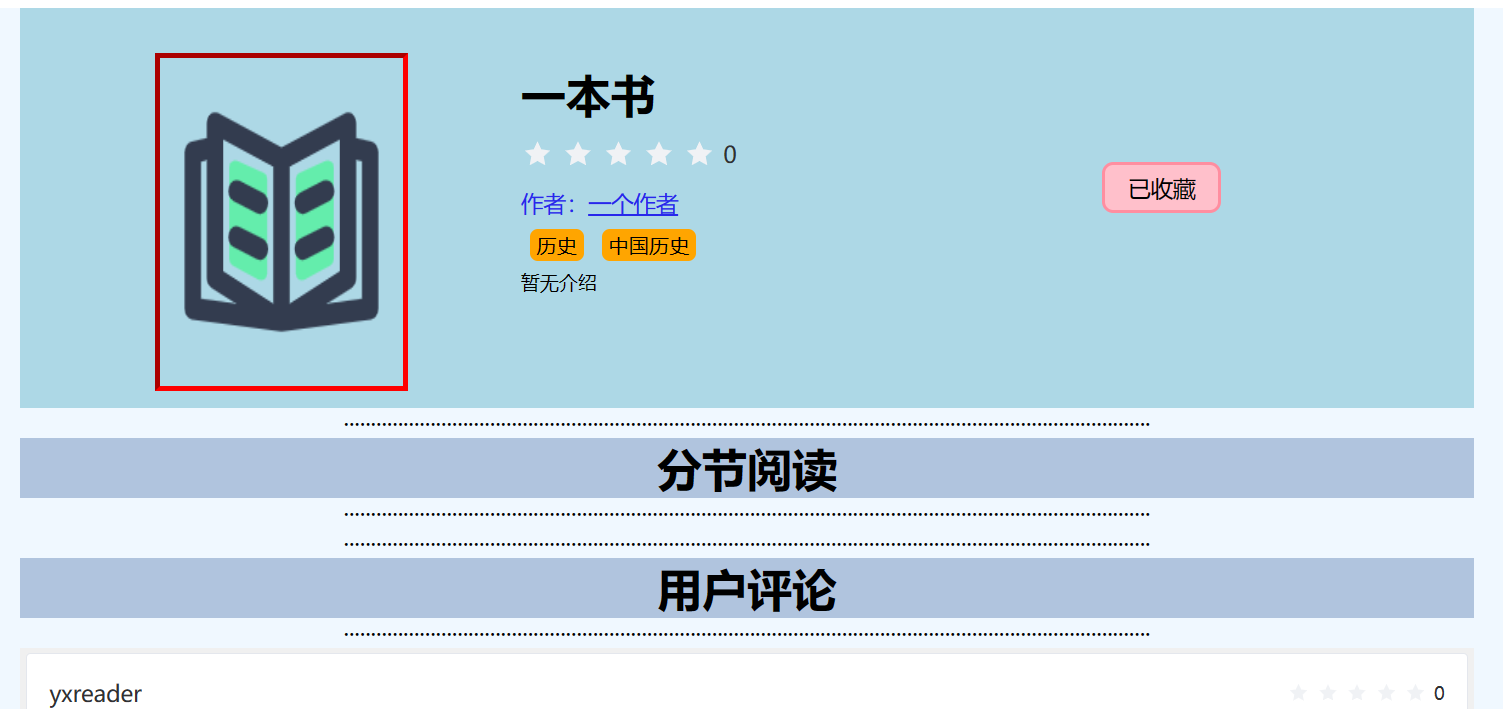 一本书
0
作者：一个作者
历史 中国历史
暂无介绍
已收藏
分节阅读
用户评论
yxreader 0